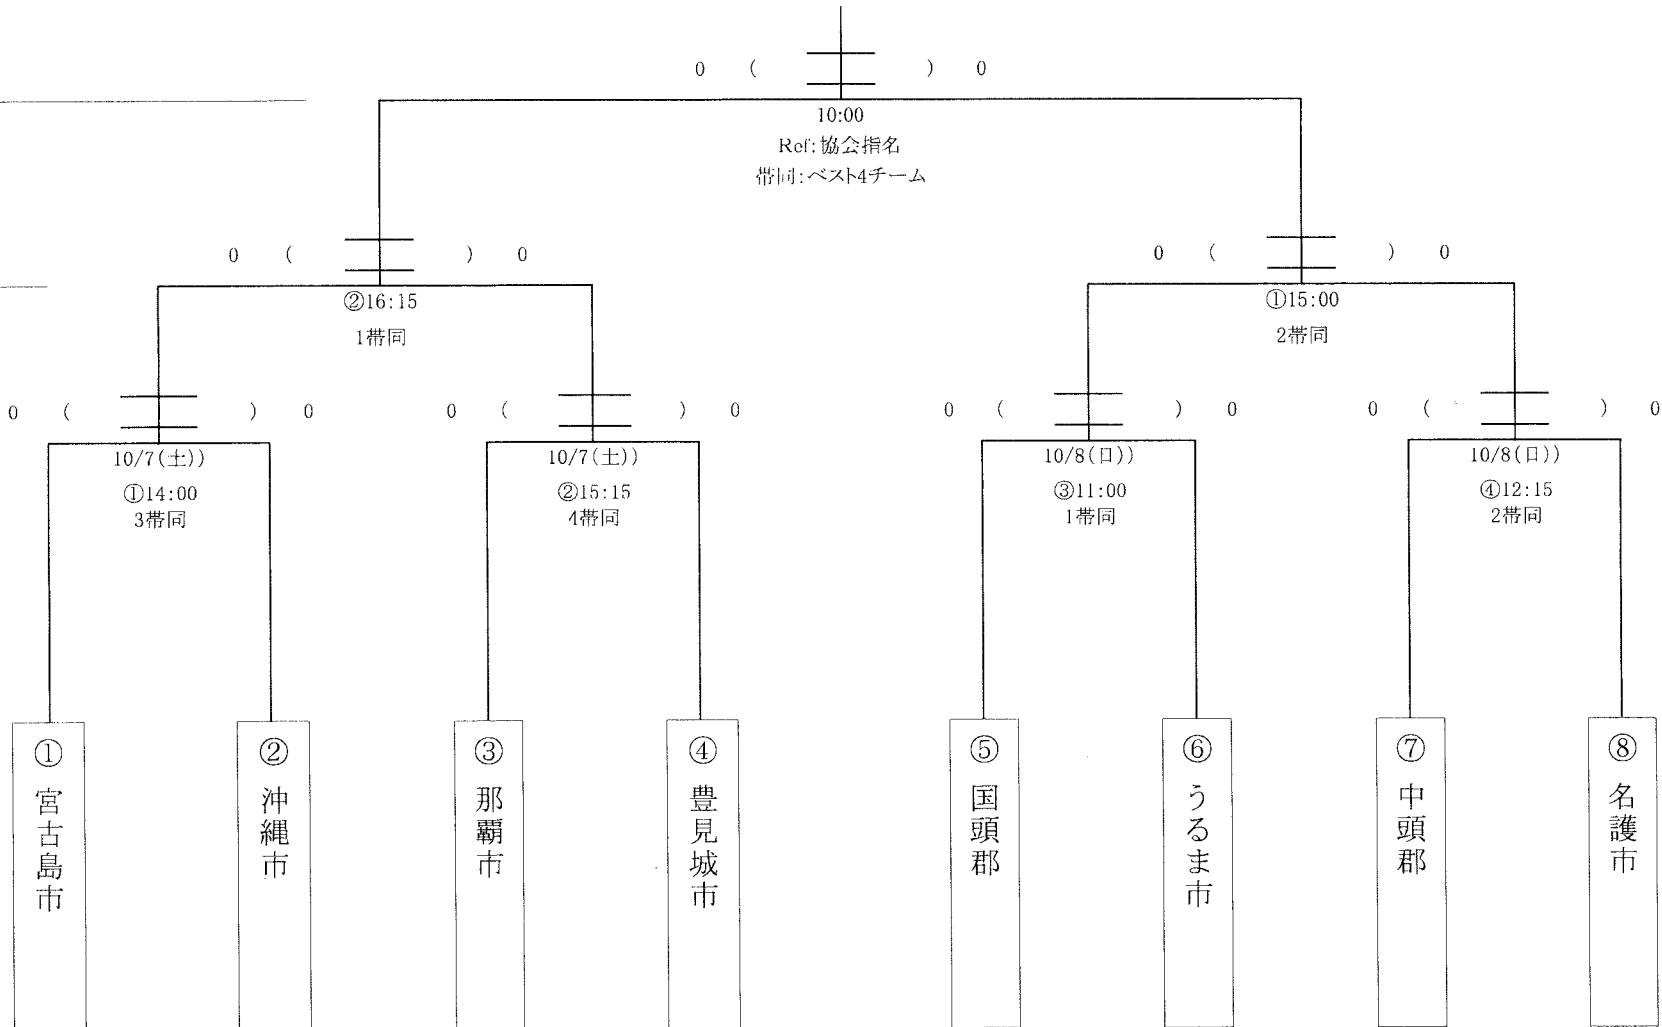 0 ( ) 0
10:00
Ref:協会指名
帯同:ベスト4チーム
0 ( ) 0
0 ( ) 0
②16:15
①15:00
1帯同
2帯同
0 ( ) 0
0 ( ) 0
0 ( ) 0
0 ( ) 0
10/7(土))
10/7(土))
10/8(日))
10/8(日))
①14:00
②15:15
③11:00
④12:15
3帯同
4帯同
1帯同
2帯同
①宮古島市
②沖縄市
③那覇市
④豊見城市
⑤国頭郡
⑥うるま市
⑦中頭郡
⑧名護市